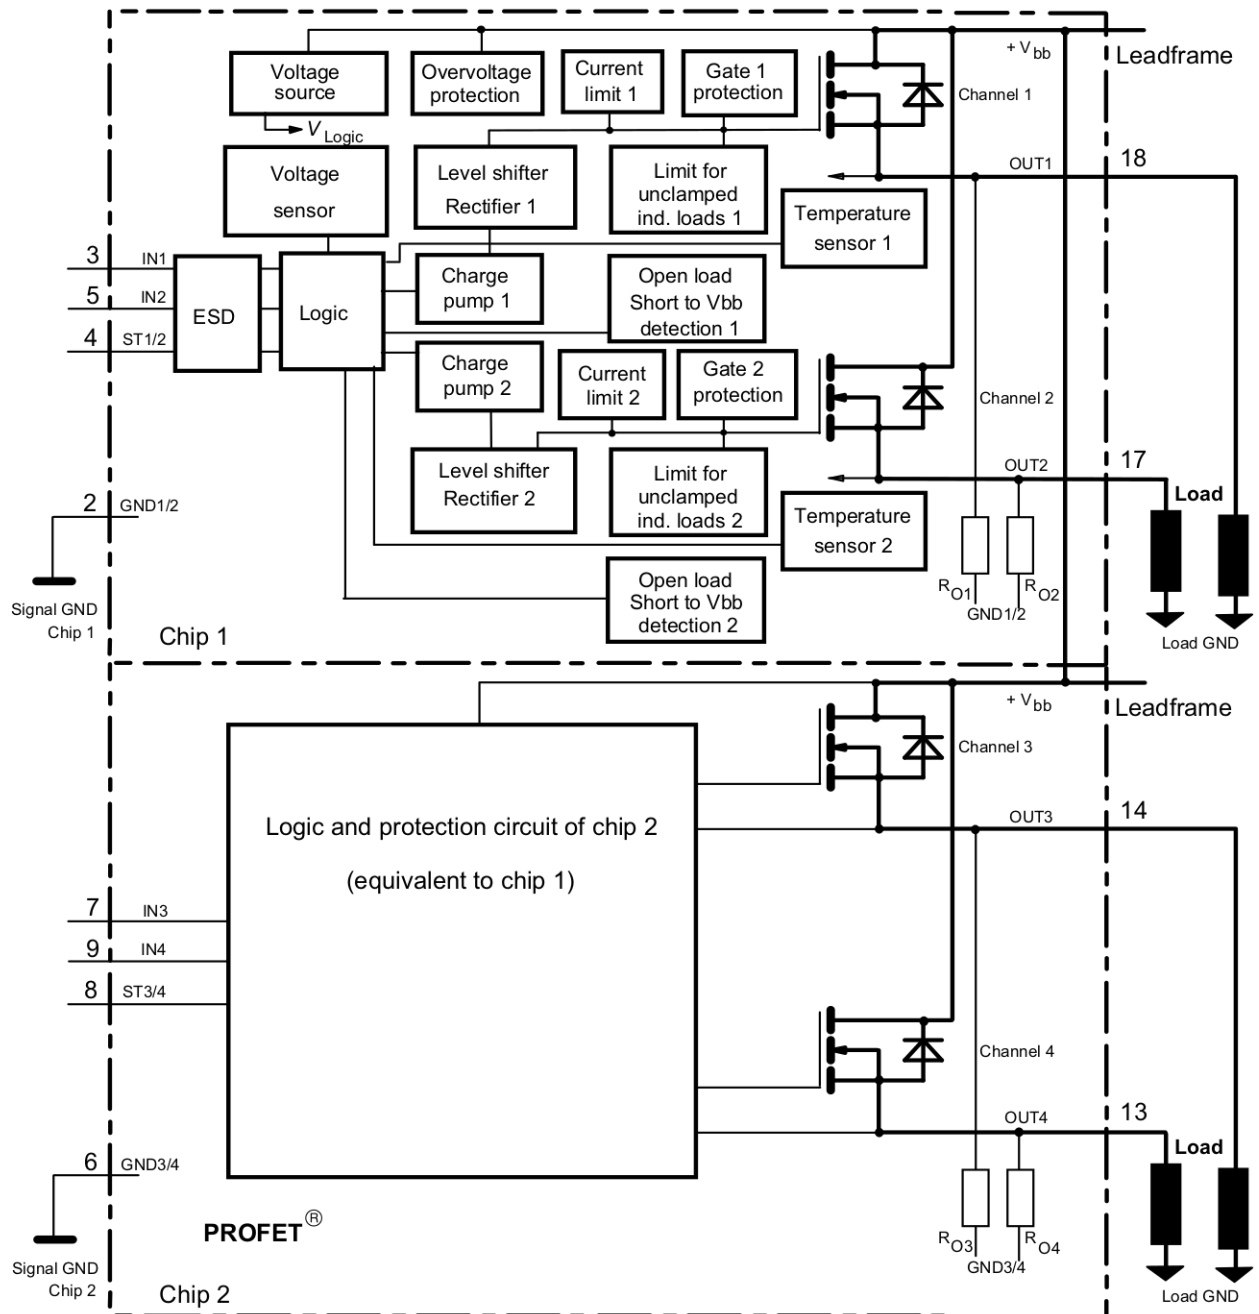 + Vbb
Leadframe
Voltage
source
Overvoltage
protection
Current
limit 1
Gate 1
protection
Channel 1
V Logic
Voltage
sensor
Level shifter
Rectifier 1
Limit for
unclamped
ind. loads 1
OUT1
18
Temperature
sensor 1
3
IN1
5
IN2
4
ST1/2
ESD
Logic
Charge
pump 1
Open load
Short to Vbb
detection 1
Charge
pump 2
Current
limit 2
Gate 2
protection
Channel 2
Level shifter
Rectifier 2
Limit for
unclamped
ind. loads 2
OUT2
17
Load
2
GND1/2
Temperature
sensor 2
Open load
Short to Vbb
detection 2
RO1
RO2
GND1/2
Signal GND
Chip 1
Chip 1
Load GND
+ Vbb
Leadframe
Channel 3
Logic and protection circuit of chip 2
(equivalent to chip 1)
OUT3
14
7
IN3
9
IN4
8
ST3/4
Channel 4
OUT4
13
Load
6
GND3/4
RO3
RO4
GND3/4
PROFET®
Signal GND
Chip 2
Chip 2
Load GND